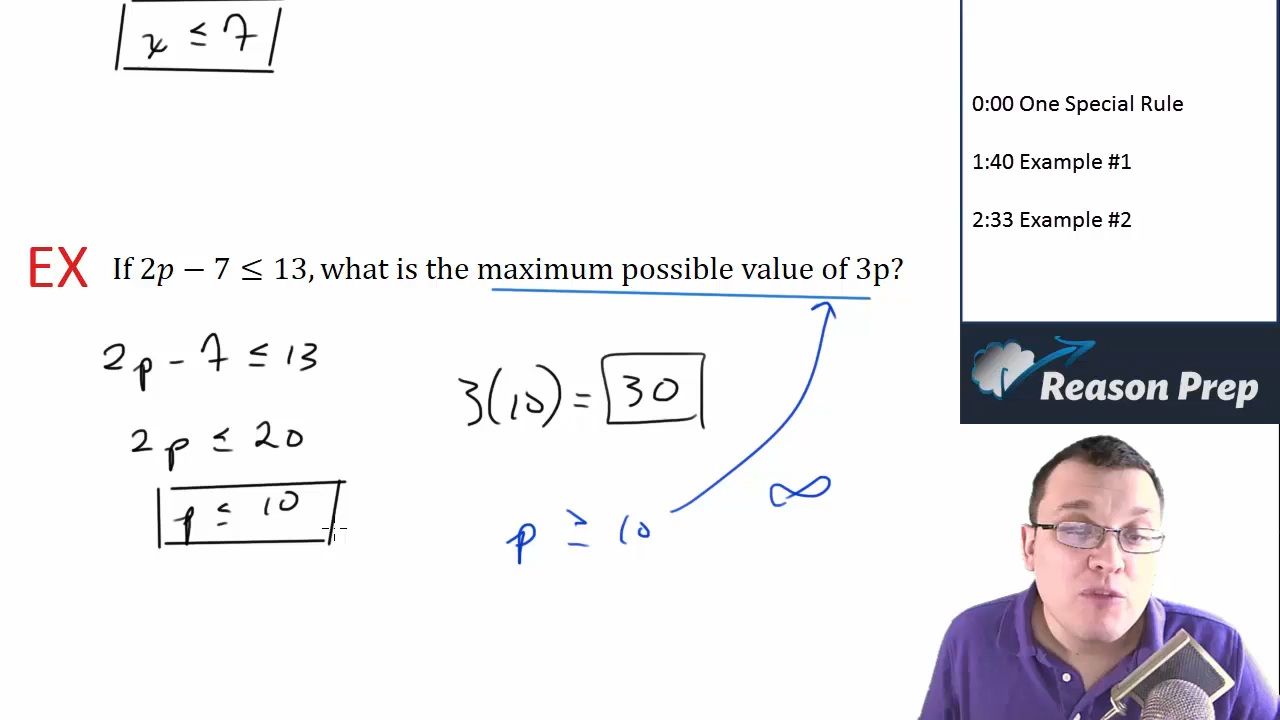 x ≤ 7
0:00 One Special Rule
1:40 Example #1
2:33 Example #2
EX If 2p − 7 ≤ 13, what is the maximum possible value of 3p?
2p - 7 ≤ 13
2p ≤ 20
p ≤ 10
3(10) = 30
p ≥ 10
∞
Reason Prep